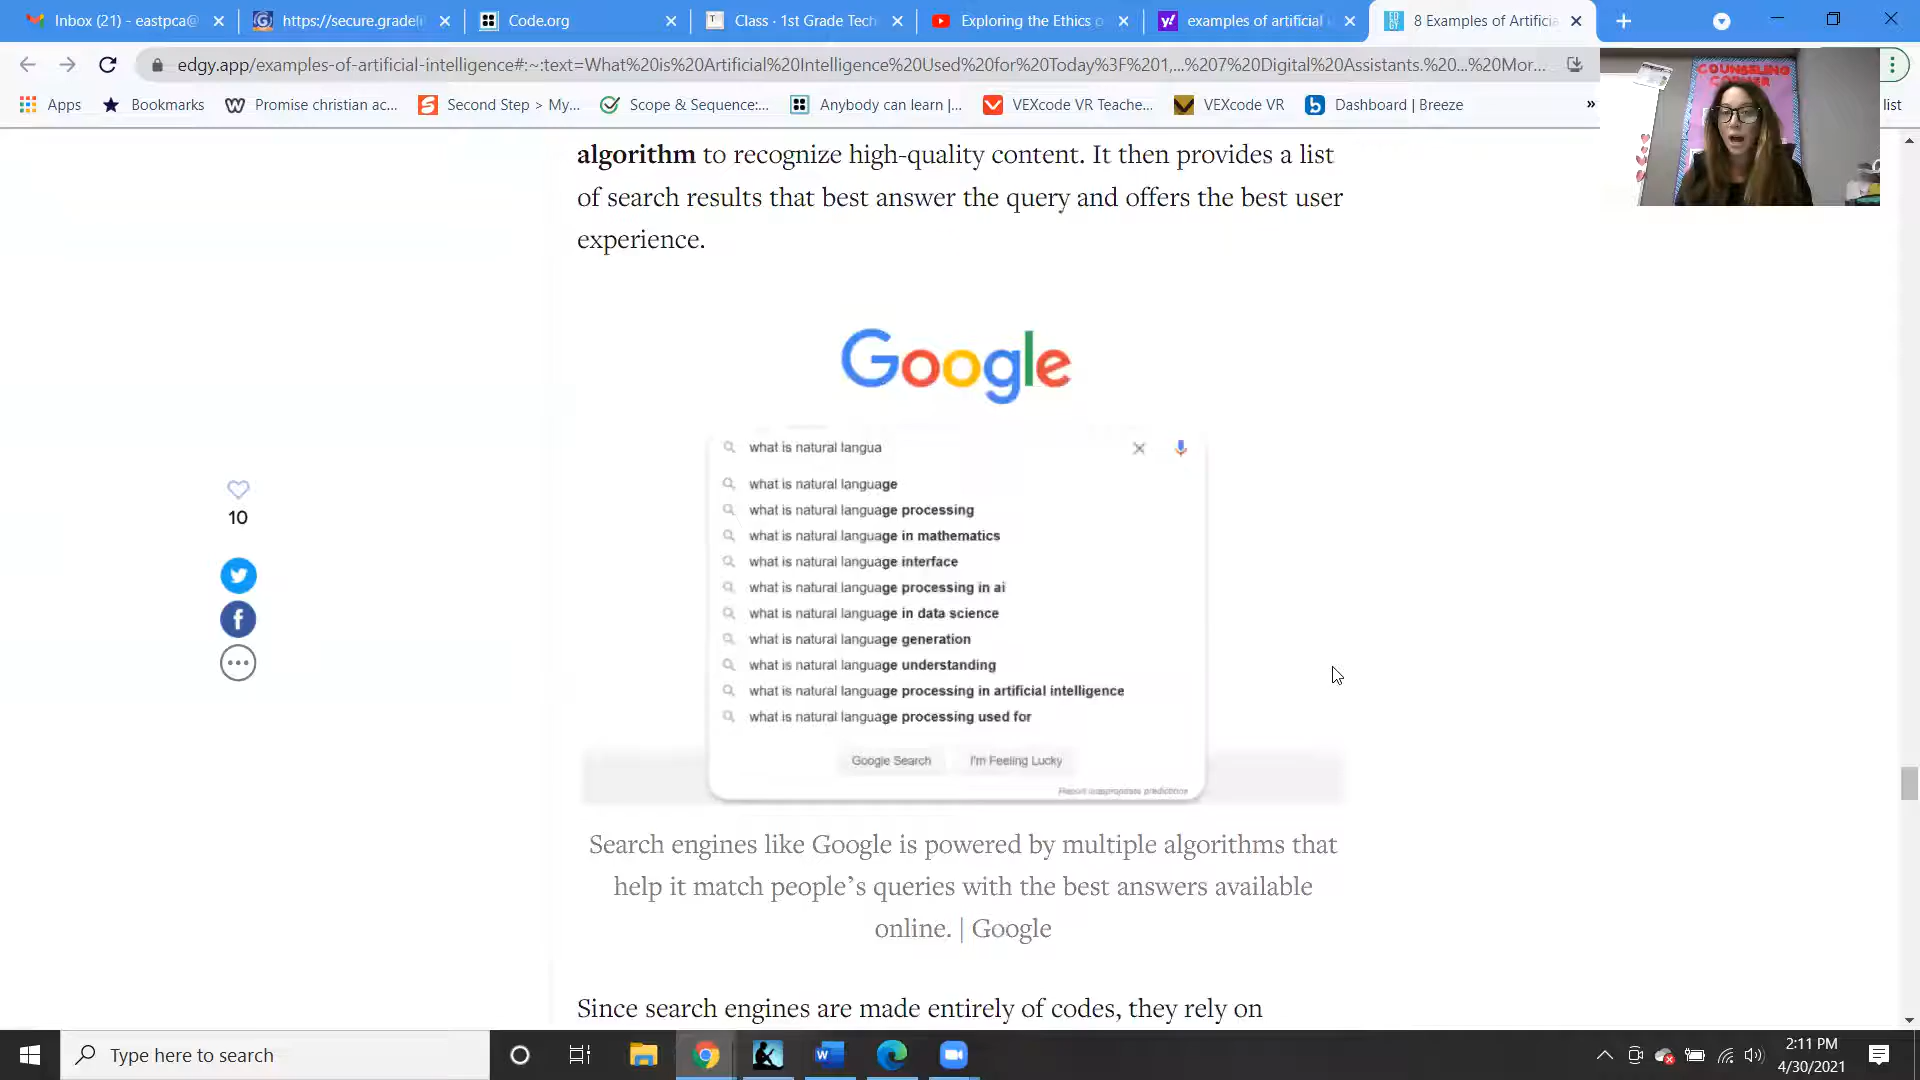 Inbox (21) - eastpca@
https://secure.gradeli
Code.org
Class · 1st Grade Tech
Exploring the Ethics o
examples of artificial i
8 Examples of Artificia
edgy.app/examples-of-artificial-intelligence#:~:text=What%20is%20Artificial%20Intelligence%20Used%20for%20Today%3F%201,...%207%20Digital%20Assistants.%20...%20Mor...
Apps
Bookmarks
Promise christian ac...
Second Step > My...
Scope & Sequence:...
Anybody can learn |...
VEXcode VR Teache...
VEXcode VR
Dashboard | Breeze
»
list
COUNSELING
CORNER
algorithm to recognize high-quality content. It then provides a list
of search results that best answer the query and offers the best user
experience.
Google
what is natural langua
what is natural language
what is natural language processing
what is natural language in mathematics
what is natural language interface
what is natural language processing in ai
what is natural language in data science
what is natural language generation
what is natural language understanding
what is natural language processing in artificial intelligence
what is natural language processing used for
Google Search
I'm Feeling Lucky
Report inappropriate predictions
10
Search engines like Google is powered by multiple algorithms that
help it match people’s queries with the best answers available
online. | Google
Since search engines are made entirely of codes, they rely on
Type here to search
2:11 PM
4/30/2021